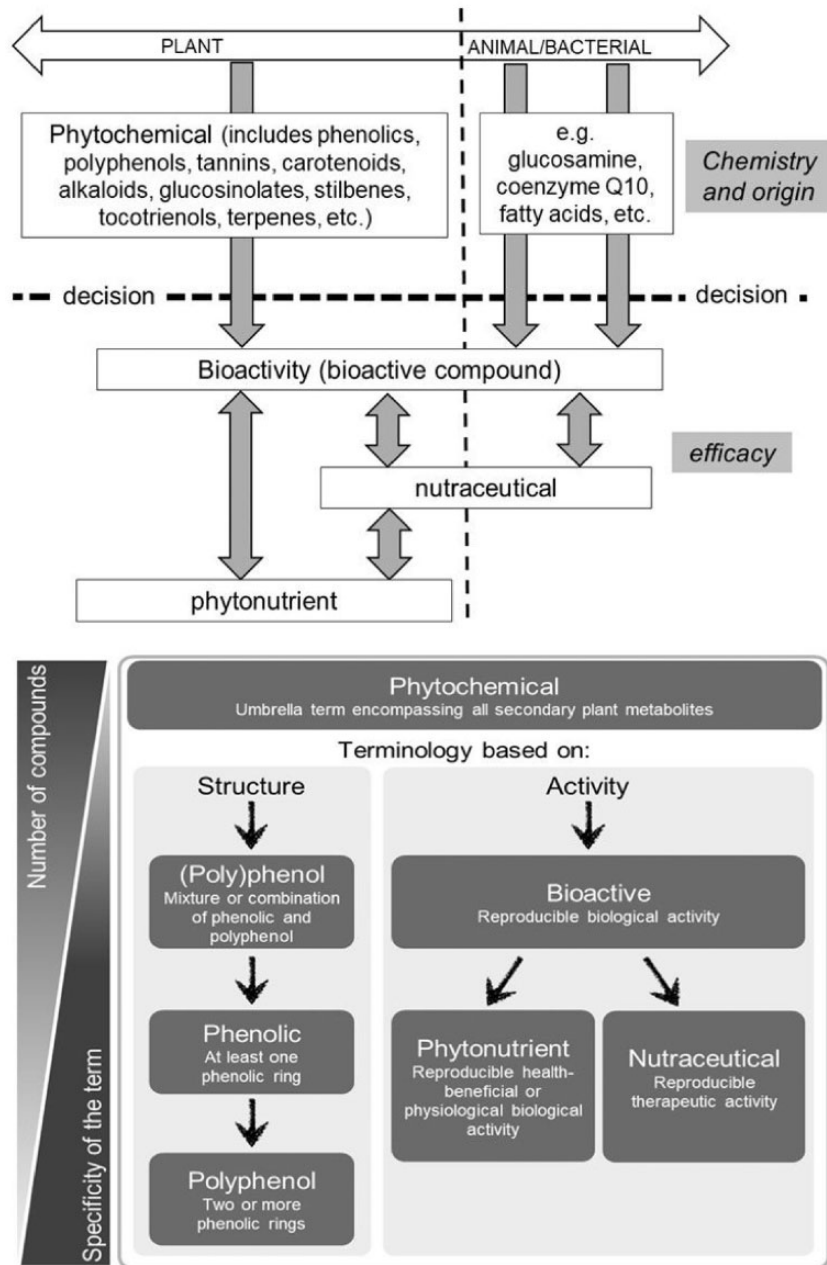 PLANT
ANIMAL/BACTERIAL
Phytochemical (includes phenolics,
polyphenols, tannins, carotenoids,
alkaloids, glucosinolates, stilbenes,
tocotrienols, terpenes, etc.)
e.g.
glucosamine,
coenzyme Q10,
fatty acids, etc.
Chemistry
and origin
decision
decision
Bioactivity (bioactive compound)
efficacy
nutraceutical
phytonutrient
Number of compounds
Specificity of the term
Phytochemical
Umbrella term encompassing all secondary plant metabolites
Terminology based on:
Structure
(Poly)phenol
Mixture or combination
of phenolic and
polyphenol
Phenolic
At least one
phenolic ring
Polyphenol
Two or more
phenolic rings
Activity
Bioactive
Reproducible biological activity
Phytonutrient
Reproducible health-
beneficial or
physiological biological
activity
Nutraceutical
Reproducible
therapeutic activity